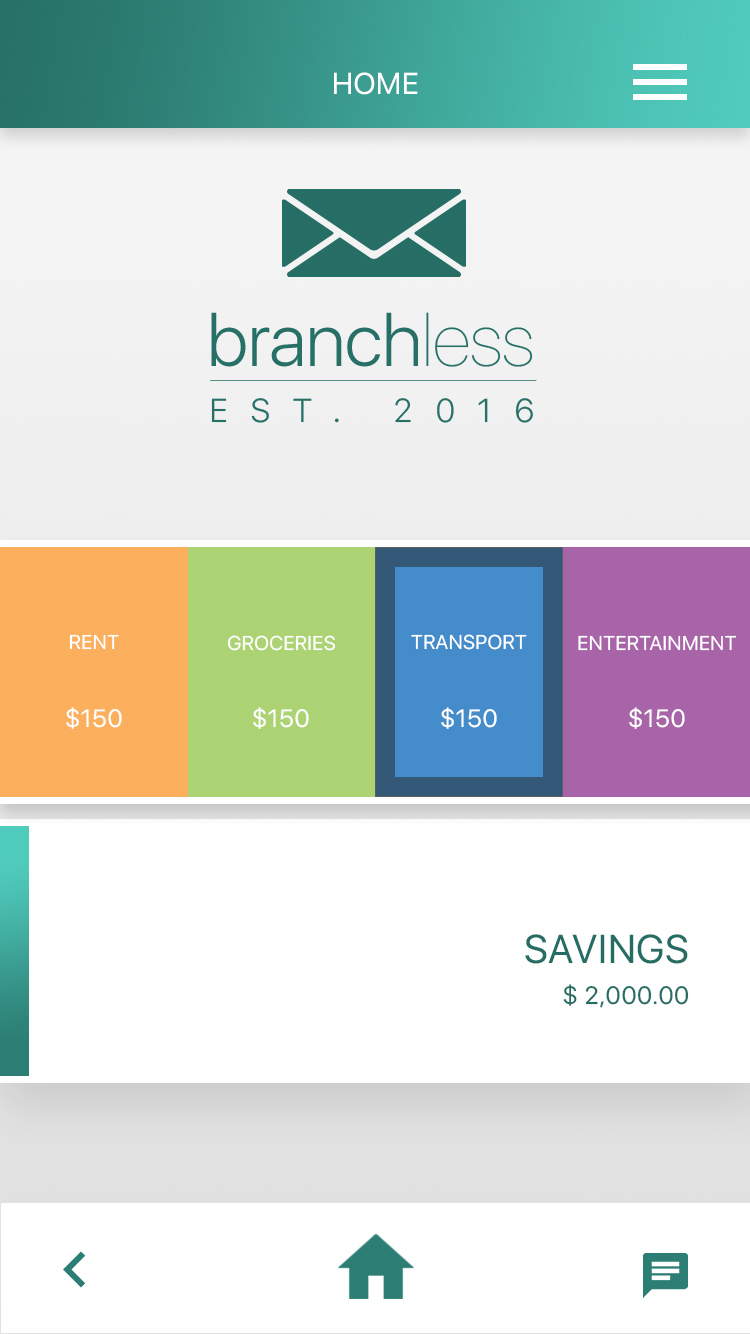 HOME
branchless
EST. 2016
RENT
GROCERIES
TRANSPORT
ENTERTAINMENT
$150
$150
$150
$150
SAVINGS
$ 2,000.00